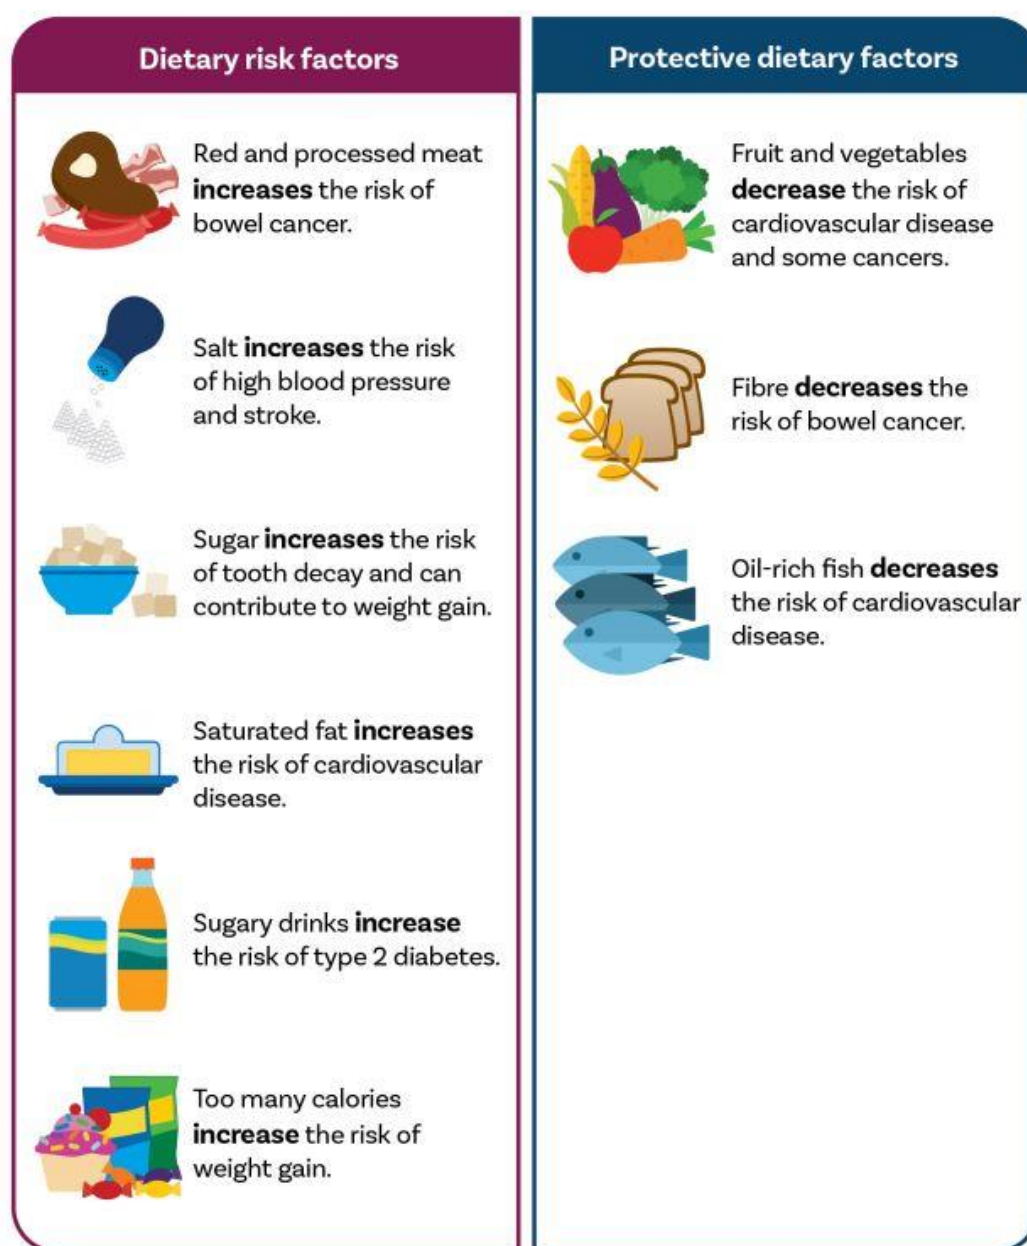 Dietary risk factors
Red and processed meat
increases the risk of
bowel cancer.
Salt increases the risk
of high blood pressure
and stroke.
Sugar increases the risk
of tooth decay and can
contribute to weight gain.
Saturated fat increases
the risk of cardiovascular
disease.
Sugary drinks increase
the risk of type 2 diabetes.
Too many calories
increase the risk of
weight gain.
Protective dietary factors
Fruit and vegetables
decrease the risk of
cardiovascular disease
and some cancers.
Fibre decreases the
risk of bowel cancer.
Oil-rich fish decreases
the risk of cardiovascular
disease.